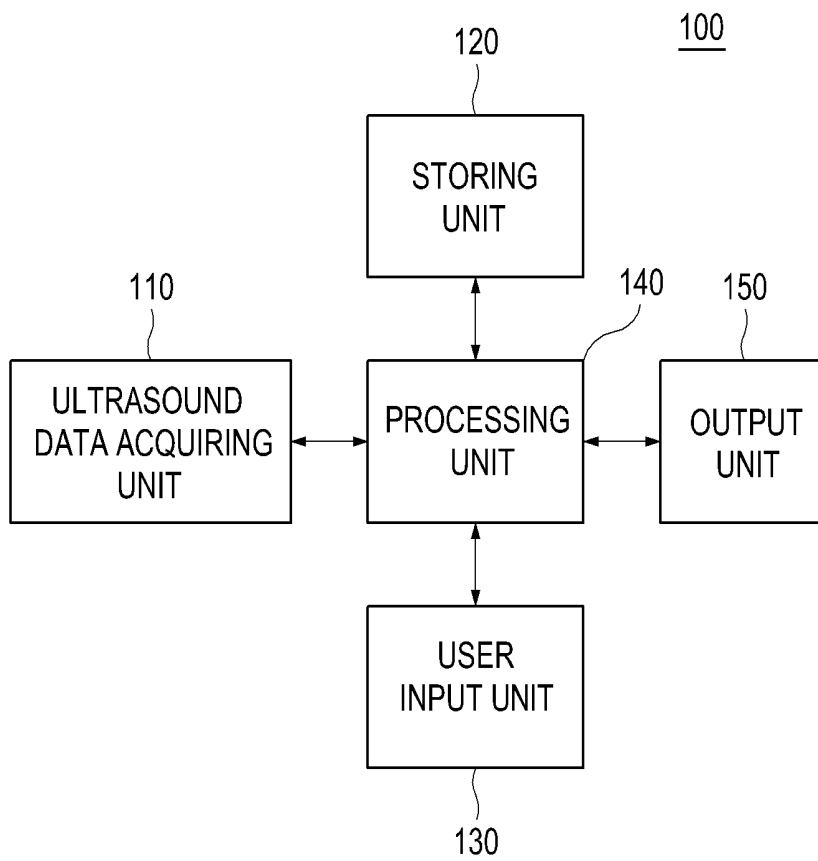 100
120
STORING
UNIT
110
140
150
ULTRASOUND
DATA ACQUIRING
UNIT
PROCESSING
UNIT
OUTPUT
UNIT
USER
INPUT UNIT
130